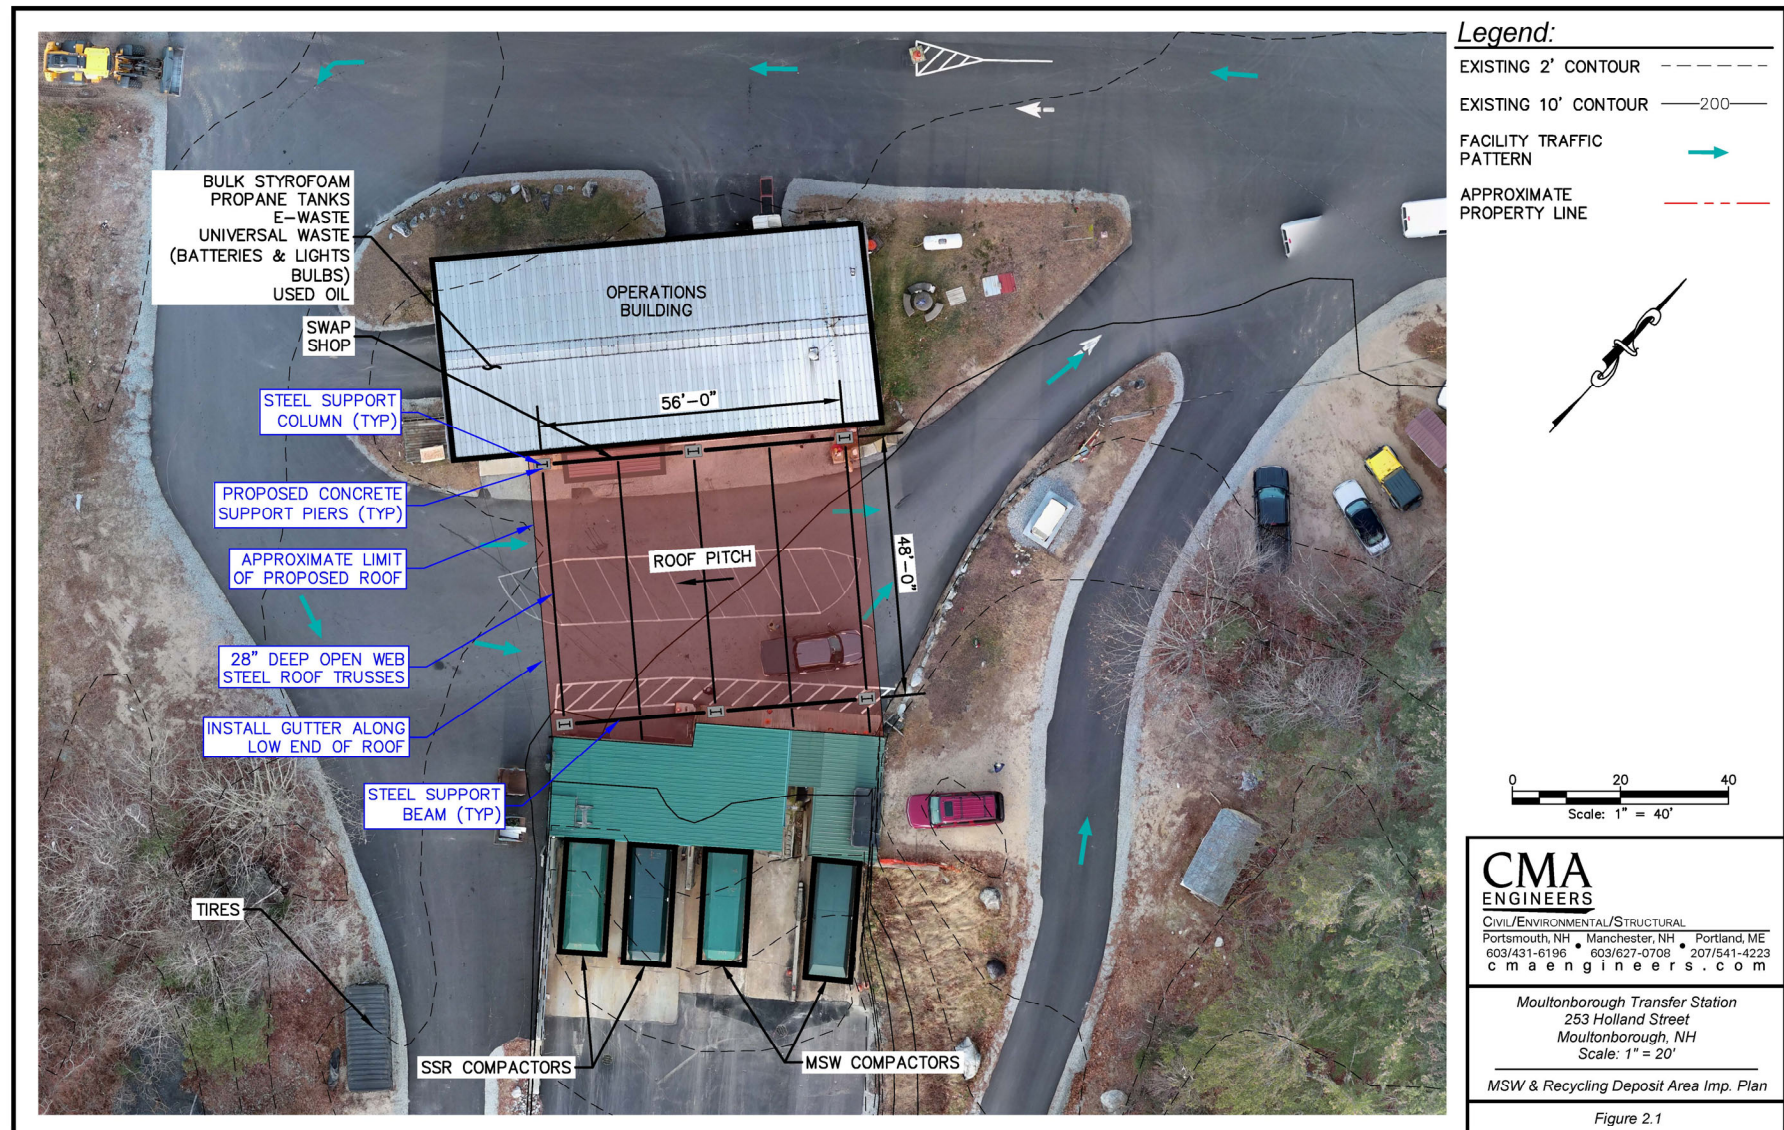 Legend:
EXISTING 2' CONTOUR
EXISTING 10' CONTOUR
200
FACILITY TRAFFIC
PATTERN
APPROXIMATE
PROPERTY LINE
BULK STYROFOAM
PROPANE TANKS
E-WASTE
UNIVERSAL WASTE
(BATTERIES & LIGHTS
BULBS)
USED OIL
SWAP
SHOP
OPERATIONS
BUILDING
56'-0"
STEEL SUPPORT
COLUMN (TYP)
PROPOSED CONCRETE
SUPPORT PIERS (TYP)
APPROXIMATE LIMIT
OF PROPOSED ROOF
ROOF PITCH
48'-0"
28" DEEP OPEN WEB
STEEL ROOF TRUSSES
INSTALL GUTTER ALONG
LOW END OF ROOF
STEEL SUPPORT
BEAM (TYP)
TIRES
SSR COMPACTORS
MSW COMPACTORS
0 20 40
Scale: 1" = 40'
CMA
ENGINEERS
CIVIL/ENVIRONMENTAL/STRUCTURAL
Portsmouth, NH • Manchester, NH • Portland, ME
603/431-6196 603/627-0708 207/541-4223
cmaengineers.com
Moultonborough Transfer Station
253 Holland Street
Moultonborough, NH
Scale: 1" = 20'
MSW & Recycling Deposit Area Imp. Plan
Figure 2.1